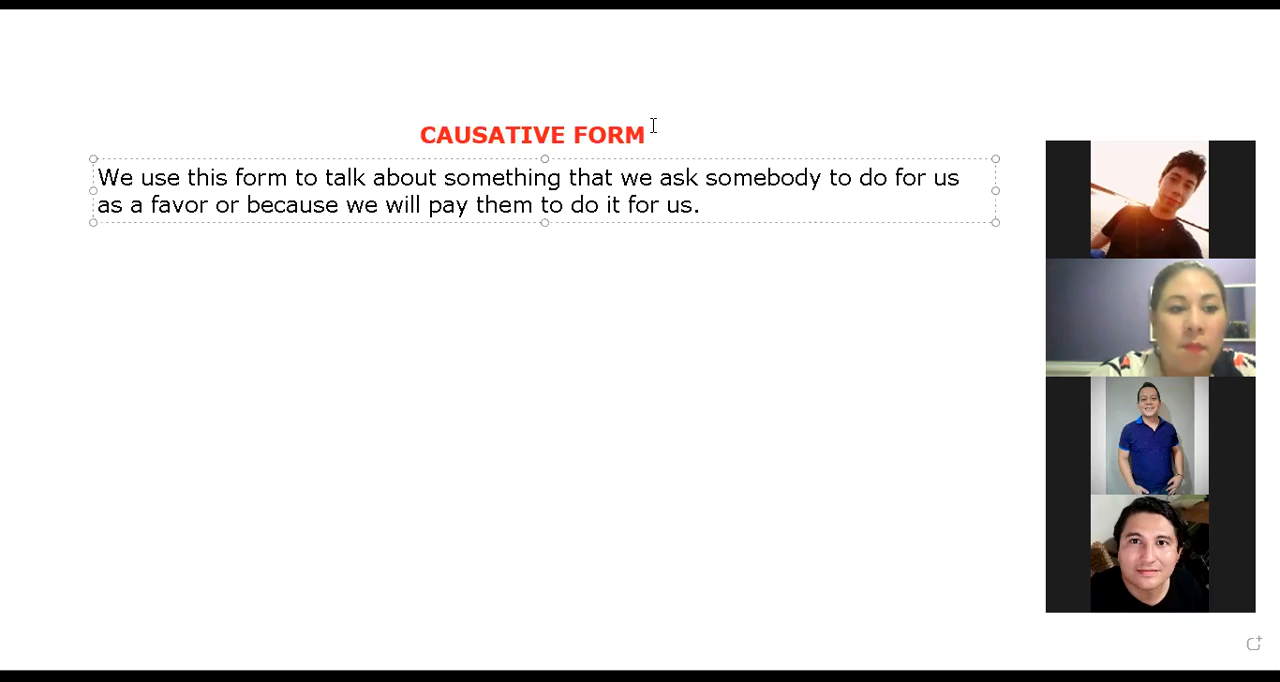 CAUSATIVE FORM
We use this form to talk about something that we ask somebody to do for us
as a favor or because we will pay them to do it for us.